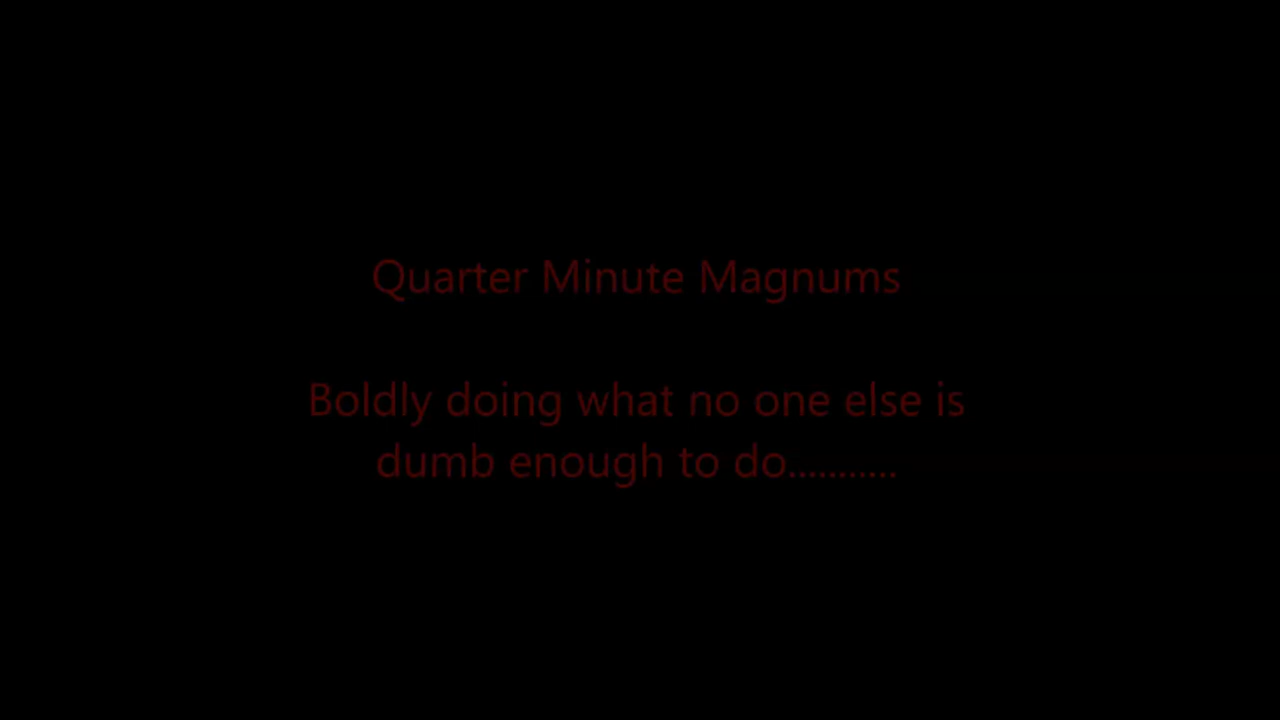 Quarter Minute Magnums
Boldly doing what no one else is
dumb enough to do...........